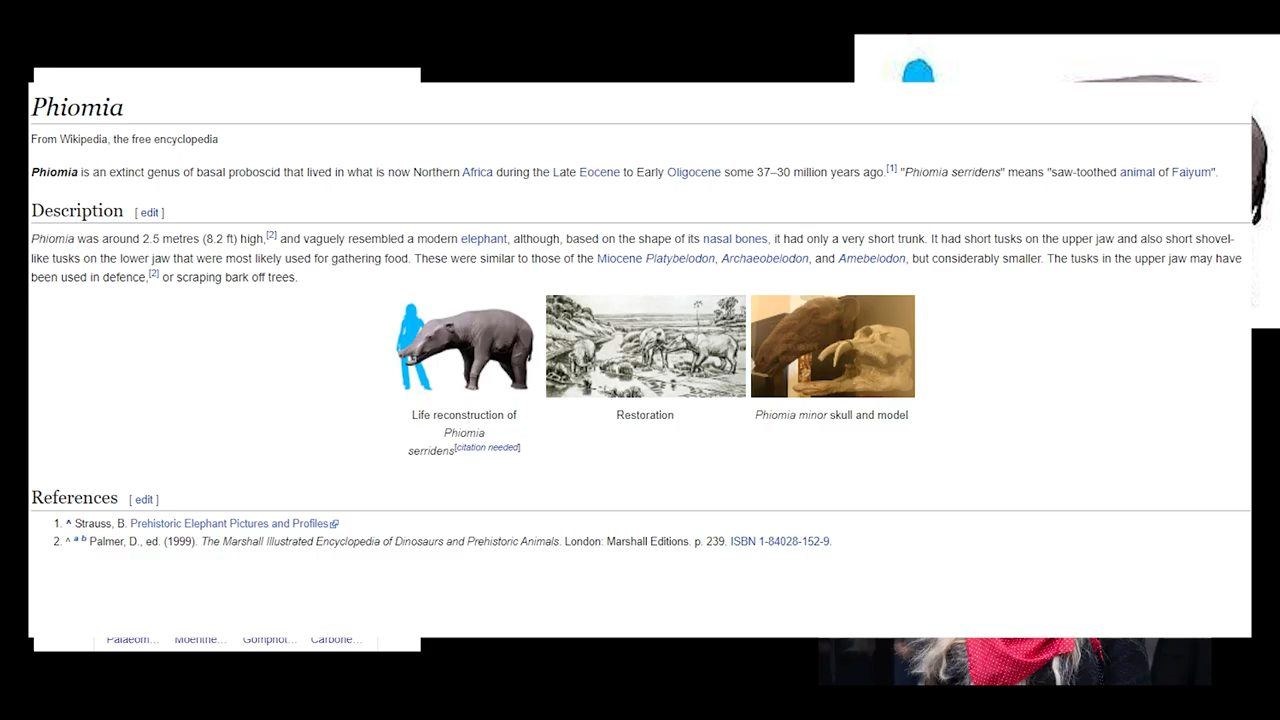 Phiomia
From Wikipedia, the free encyclopedia
Phiomia is an extinct genus of basal proboscid that lived in what is now Northern Africa during the Late Eocene to Early Oligocene some 37–30 million years ago.[1] "Phiomia serridens" means "saw-toothed animal of Faiyum".
Description [ edit ]
Phiomia was around 2.5 metres (8.2 ft) high,[2] and vaguely resembled a modern elephant, although, based on the shape of its nasal bones, it had only a very short trunk. It had short tusks on the upper jaw and also short shovel-
like tusks on the lower jaw that were most likely used for gathering food. These were similar to those of the Miocene Platybelodon, Archaeobelodon, and Amebelodon, but considerably smaller. The tusks in the upper jaw may have
been used in defence,[2] or scraping bark off trees.
Life reconstruction of
Phiomia
serridens[citation needed]
Restoration
Phiomia minor skull and model
References [ edit ]
1. ^ Strauss, B. Prehistoric Elephant Pictures and Profiles
2. ^ a b Palmer, D., ed. (1999). The Marshall Illustrated Encyclopedia of Dinosaurs and Prehistoric Animals. London: Marshall Editions. p. 239. ISBN 1-84028-152-9.
Palaeom... Moerithe... Gomphot... Carbone...